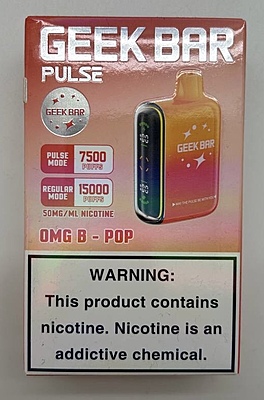 GEEK BAR
PULSE
GEEK BAR
PULSE MODE 7500 PUFFS
REGULAR MODE 15000 PUFFS
50MG/ML NICOTINE
GEEK BAR
OMG B - POP
WARNING:
This product contains
nicotine. Nicotine is an
addictive chemical.